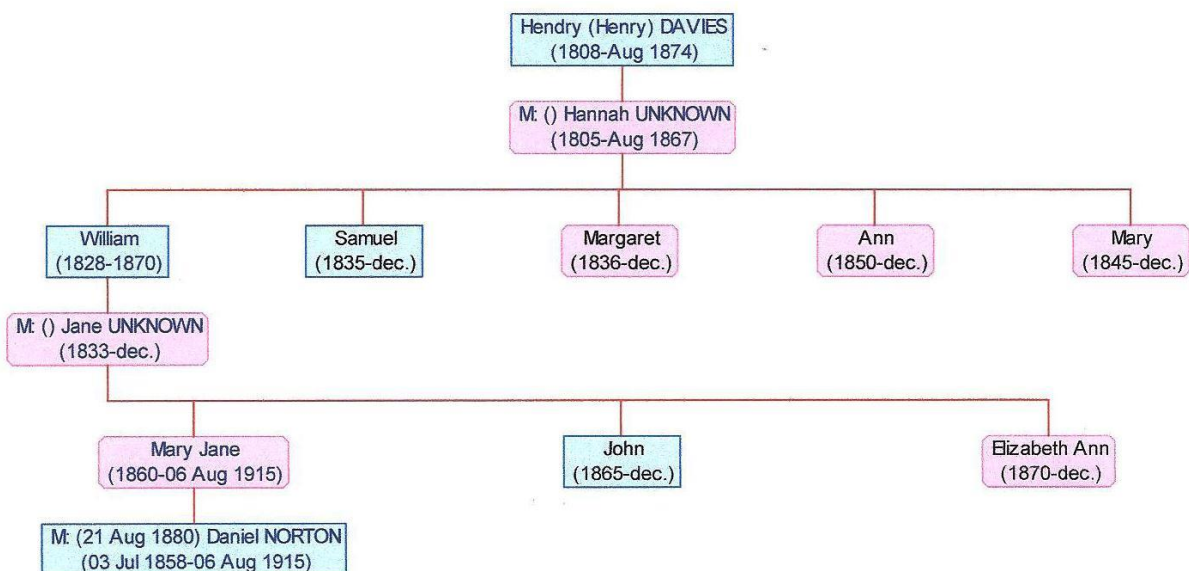 Hendry (Henry) DAVIES
(1808-Aug 1874)
M: () Hannah UNKNOWN
(1805-Aug 1867)
William
(1828-1870)
Samuel
(1835-dec.)
Margaret
(1836-dec.)
Ann
(1850-dec.)
Mary
(1845-dec.)
M: () Jane UNKNOWN
(1833-dec.)
Mary Jane
(1860-06 Aug 1915)
John
(1865-dec.)
Elizabeth Ann
(1870-dec.)
M: (21 Aug 1880) Daniel NORTON
(03 Jul 1858-06 Aug 1915)